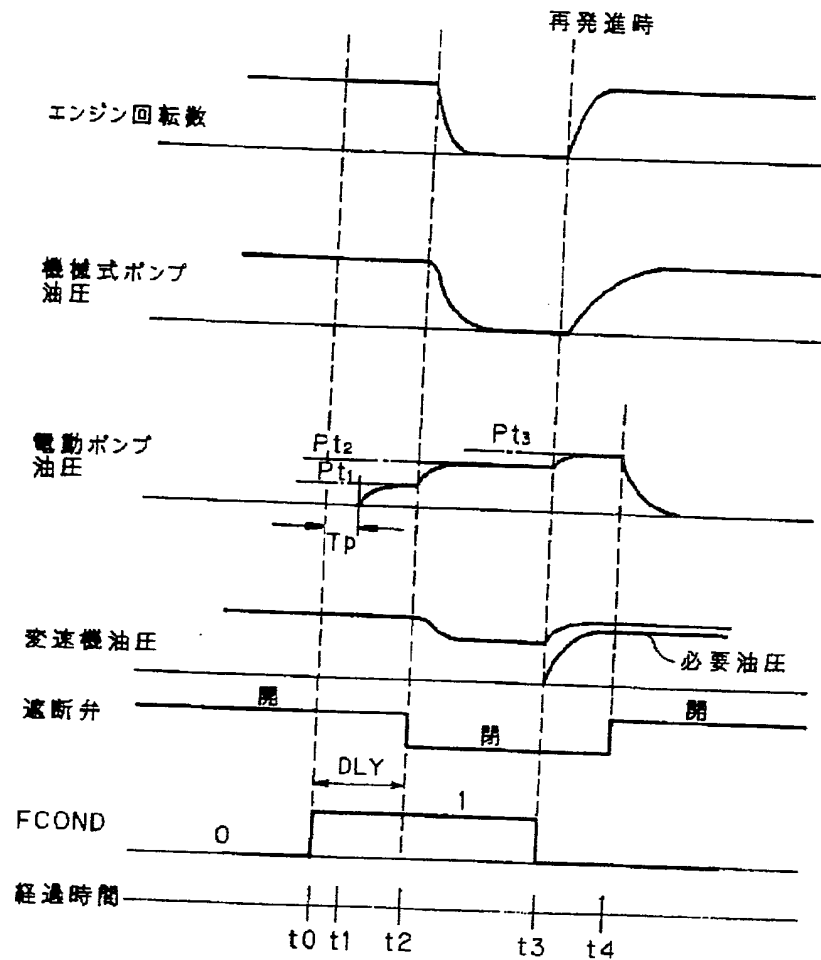 再発進時
エンジン回転数
機械式ポンプ
油圧
電動ポンプ
油圧
Pt2
Pt1
Pt3
Tp
変速機油圧
必要油圧
遮断弁
開
閉
開
DLY
FCOND
0
1
経過時間
t0 t1 t2 t3 t4